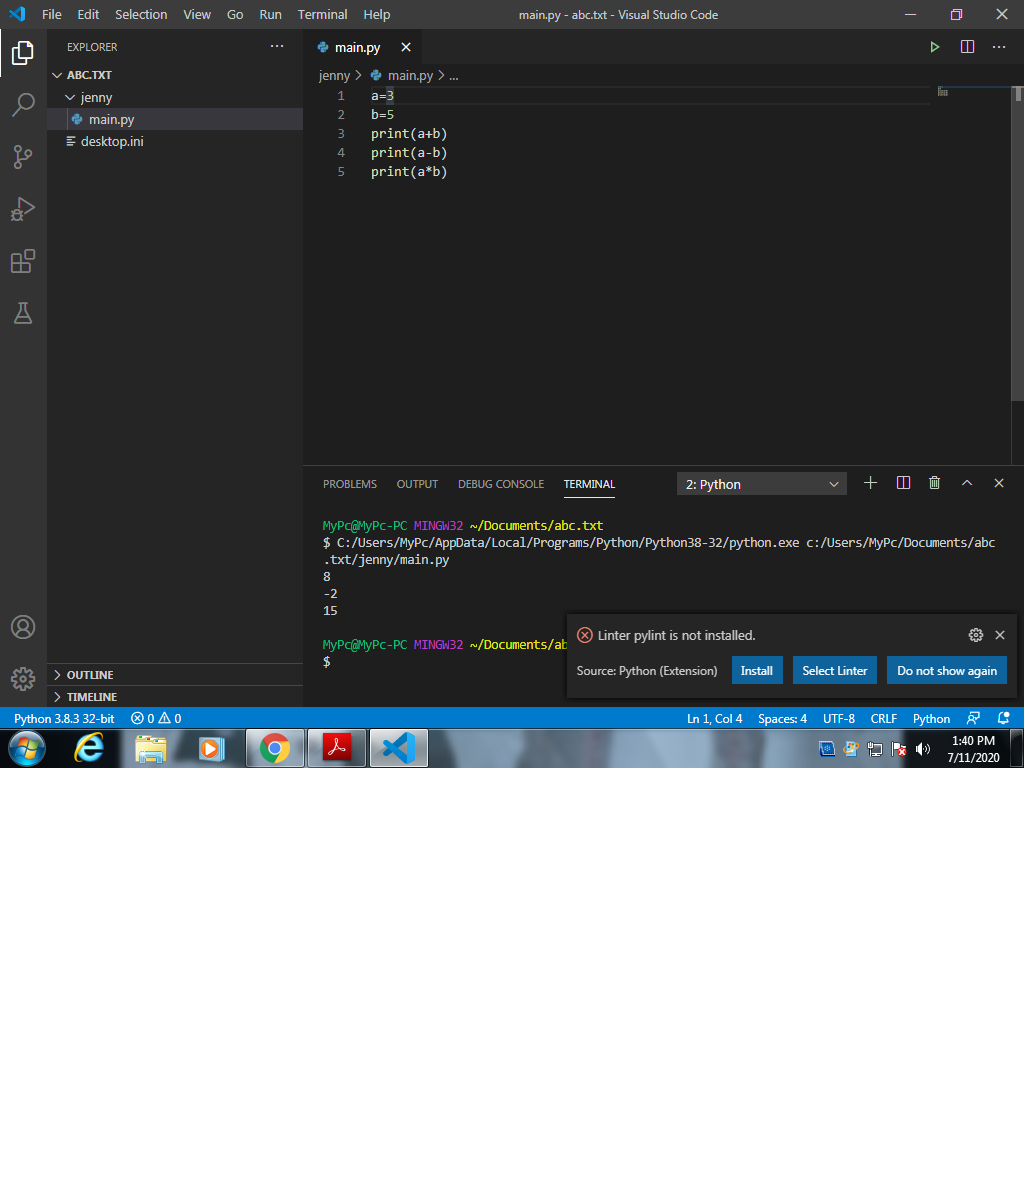 File Edit Selection View Go Run Terminal Help main.py - abc.txt - Visual Studio Code
EXPLORER
ABC.TXT
jenny
main.py
desktop.ini
OUTLINE
TIMELINE
main.py
jenny > main.py > ...
1 a=3
2 b=5
3 print(a+b)
4 print(a-b)
5 print(a*b)
PROBLEMS OUTPUT DEBUG CONSOLE TERMINAL 2: Python
MyPc@MyPc-PC MINGW32 ~/Documents/abc.txt
$ C:/Users/MyPc/AppData/Local/Programs/Python/Python38-32/python.exe c:/Users/MyPc/Documents/abc
.txt/jenny/main.py
8
-2
15
MyPc@MyPc-PC MINGW32 ~/Documents/ab
$
Linter pylint is not installed.
Source: Python (Extension) Install Select Linter Do not show again
Python 3.8.3 32-bit 0 0 Ln 1, Col 4 Spaces: 4 UTF-8 CRLF Python
1:40 PM
7/11/2020